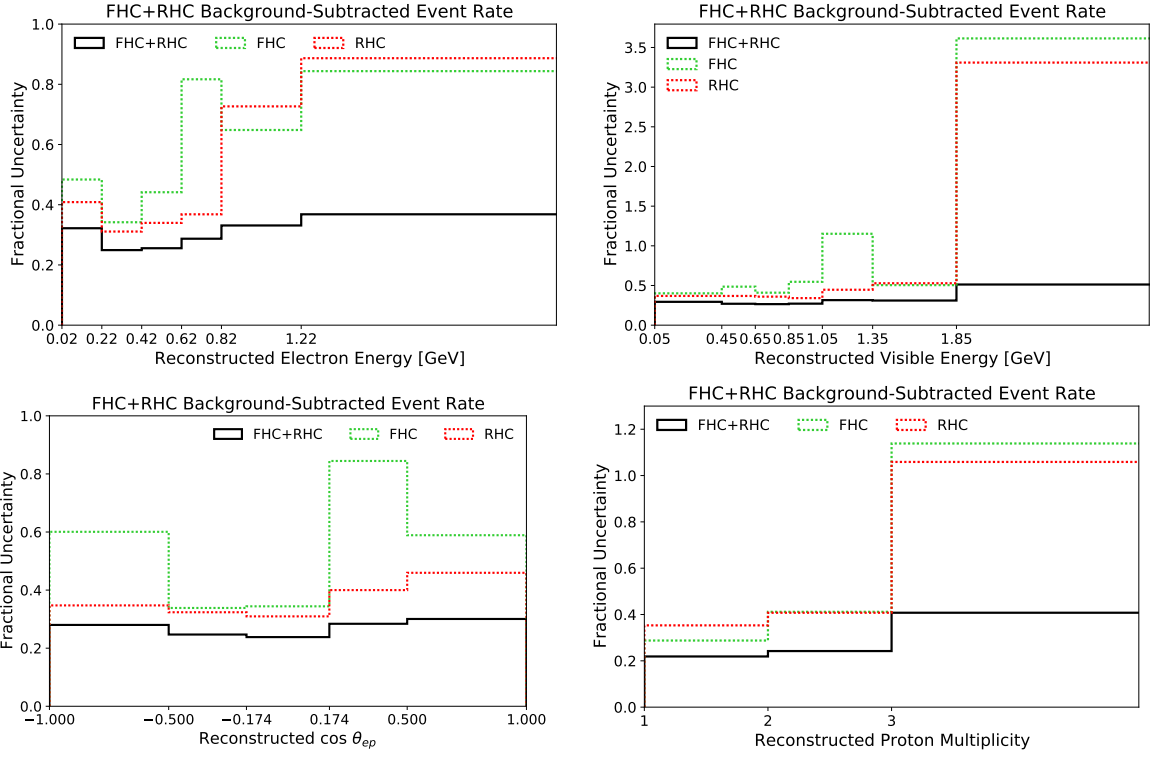 FHC+RHC Background-Subtracted Event Rate
FHC+RHC FHC RHC
Fractional Uncertainty
1.0
0.8
0.6
0.4
0.2
0.0
0.02 0.22 0.42 0.62 0.82 1.22
Reconstructed Electron Energy [GeV]
FHC+RHC Background-Subtracted Event Rate
FHC+RHC
FHC
RHC
Fractional Uncertainty
3.5
3.0
2.5
2.0
1.5
1.0
0.5
0.0
0.05 0.45 0.65 0.85 1.05 1.35 1.85
Reconstructed Visible Energy [GeV]
FHC+RHC Background-Subtracted Event Rate
FHC+RHC FHC RHC
Fractional Uncertainty
1.0
0.8
0.6
0.4
0.2
0.0
−1.000 −0.500 −0.174 0.174 0.500 1.000
Reconstructed cos θep
FHC+RHC Background-Subtracted Event Rate
FHC+RHC FHC RHC
Fractional Uncertainty
1.2
1.0
0.8
0.6
0.4
0.2
0.0
1 2 3
Reconstructed Proton Multiplicity